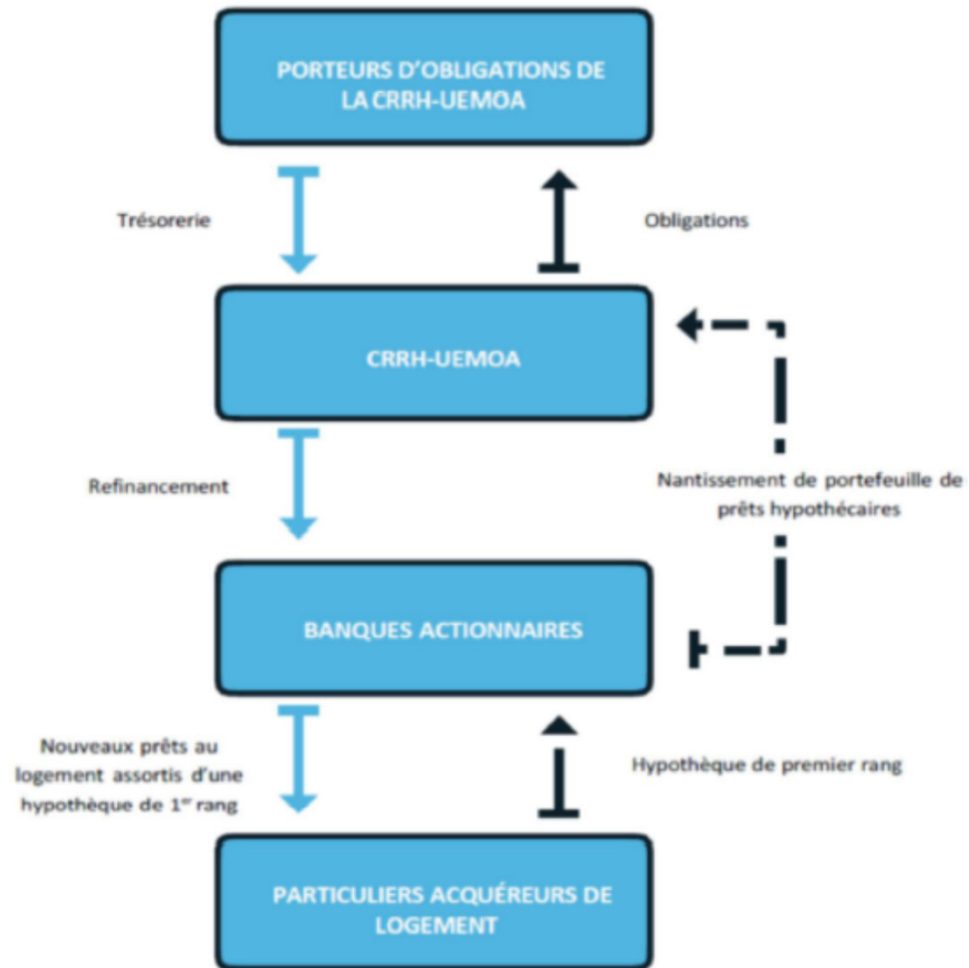 PORTEURS D'OBLIGATIONS DE
LA CRRH-UEMOA
Trésorerie
Obligations
CRRH-UEMOA
Refinancement
Nantissement de portefeuille de
prêts hypothécaires
BANQUES ACTIONNAIRES
Nouveaux prêts au
logement assortis d'une
hypothèque de 1er rang
Hypothèque de premier rang
PARTICULIERS ACQUÉREURS DE
LOGEMENT